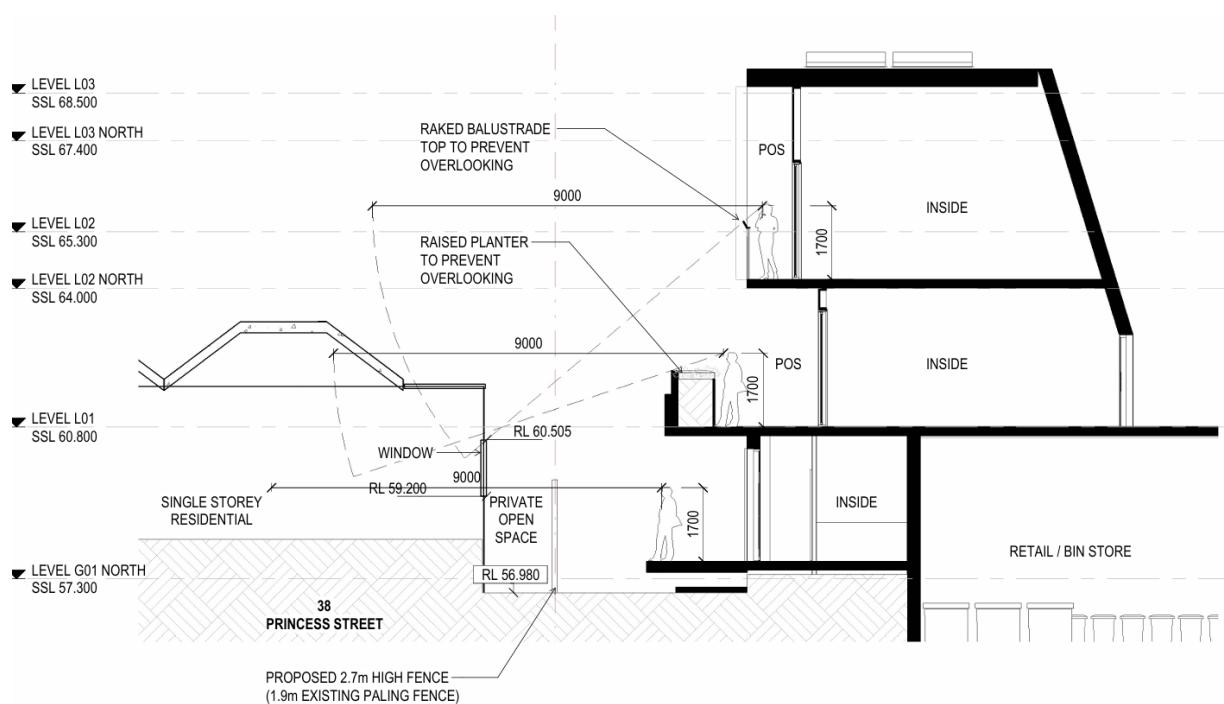 LEVEL L03
SSL 68.500
LEVEL L03 NORTH
SSL 67.400
RAKED BALUSTRADE
TOP TO PREVENT
OVERLOOKING
POS
9000
INSIDE
1700
LEVEL L02
SSL 65.300
RAISED PLANTER
TO PREVENT
OVERLOOKING
LEVEL L02 NORTH
SSL 64.000
9000
POS
INSIDE
1700
LEVEL L01
SSL 60.800
RL 60.505
WINDOW
9000
RL 59.200
SINGLE STOREY
RESIDENTIAL
PRIVATE
OPEN
SPACE
1700
INSIDE
RETAIL / BIN STORE
LEVEL G01 NORTH
SSL 57.300
RL 56.980
38
PRINCESS STREET
PROPOSED 2.7m HIGH FENCE
(1.9m EXISTING PALING FENCE)